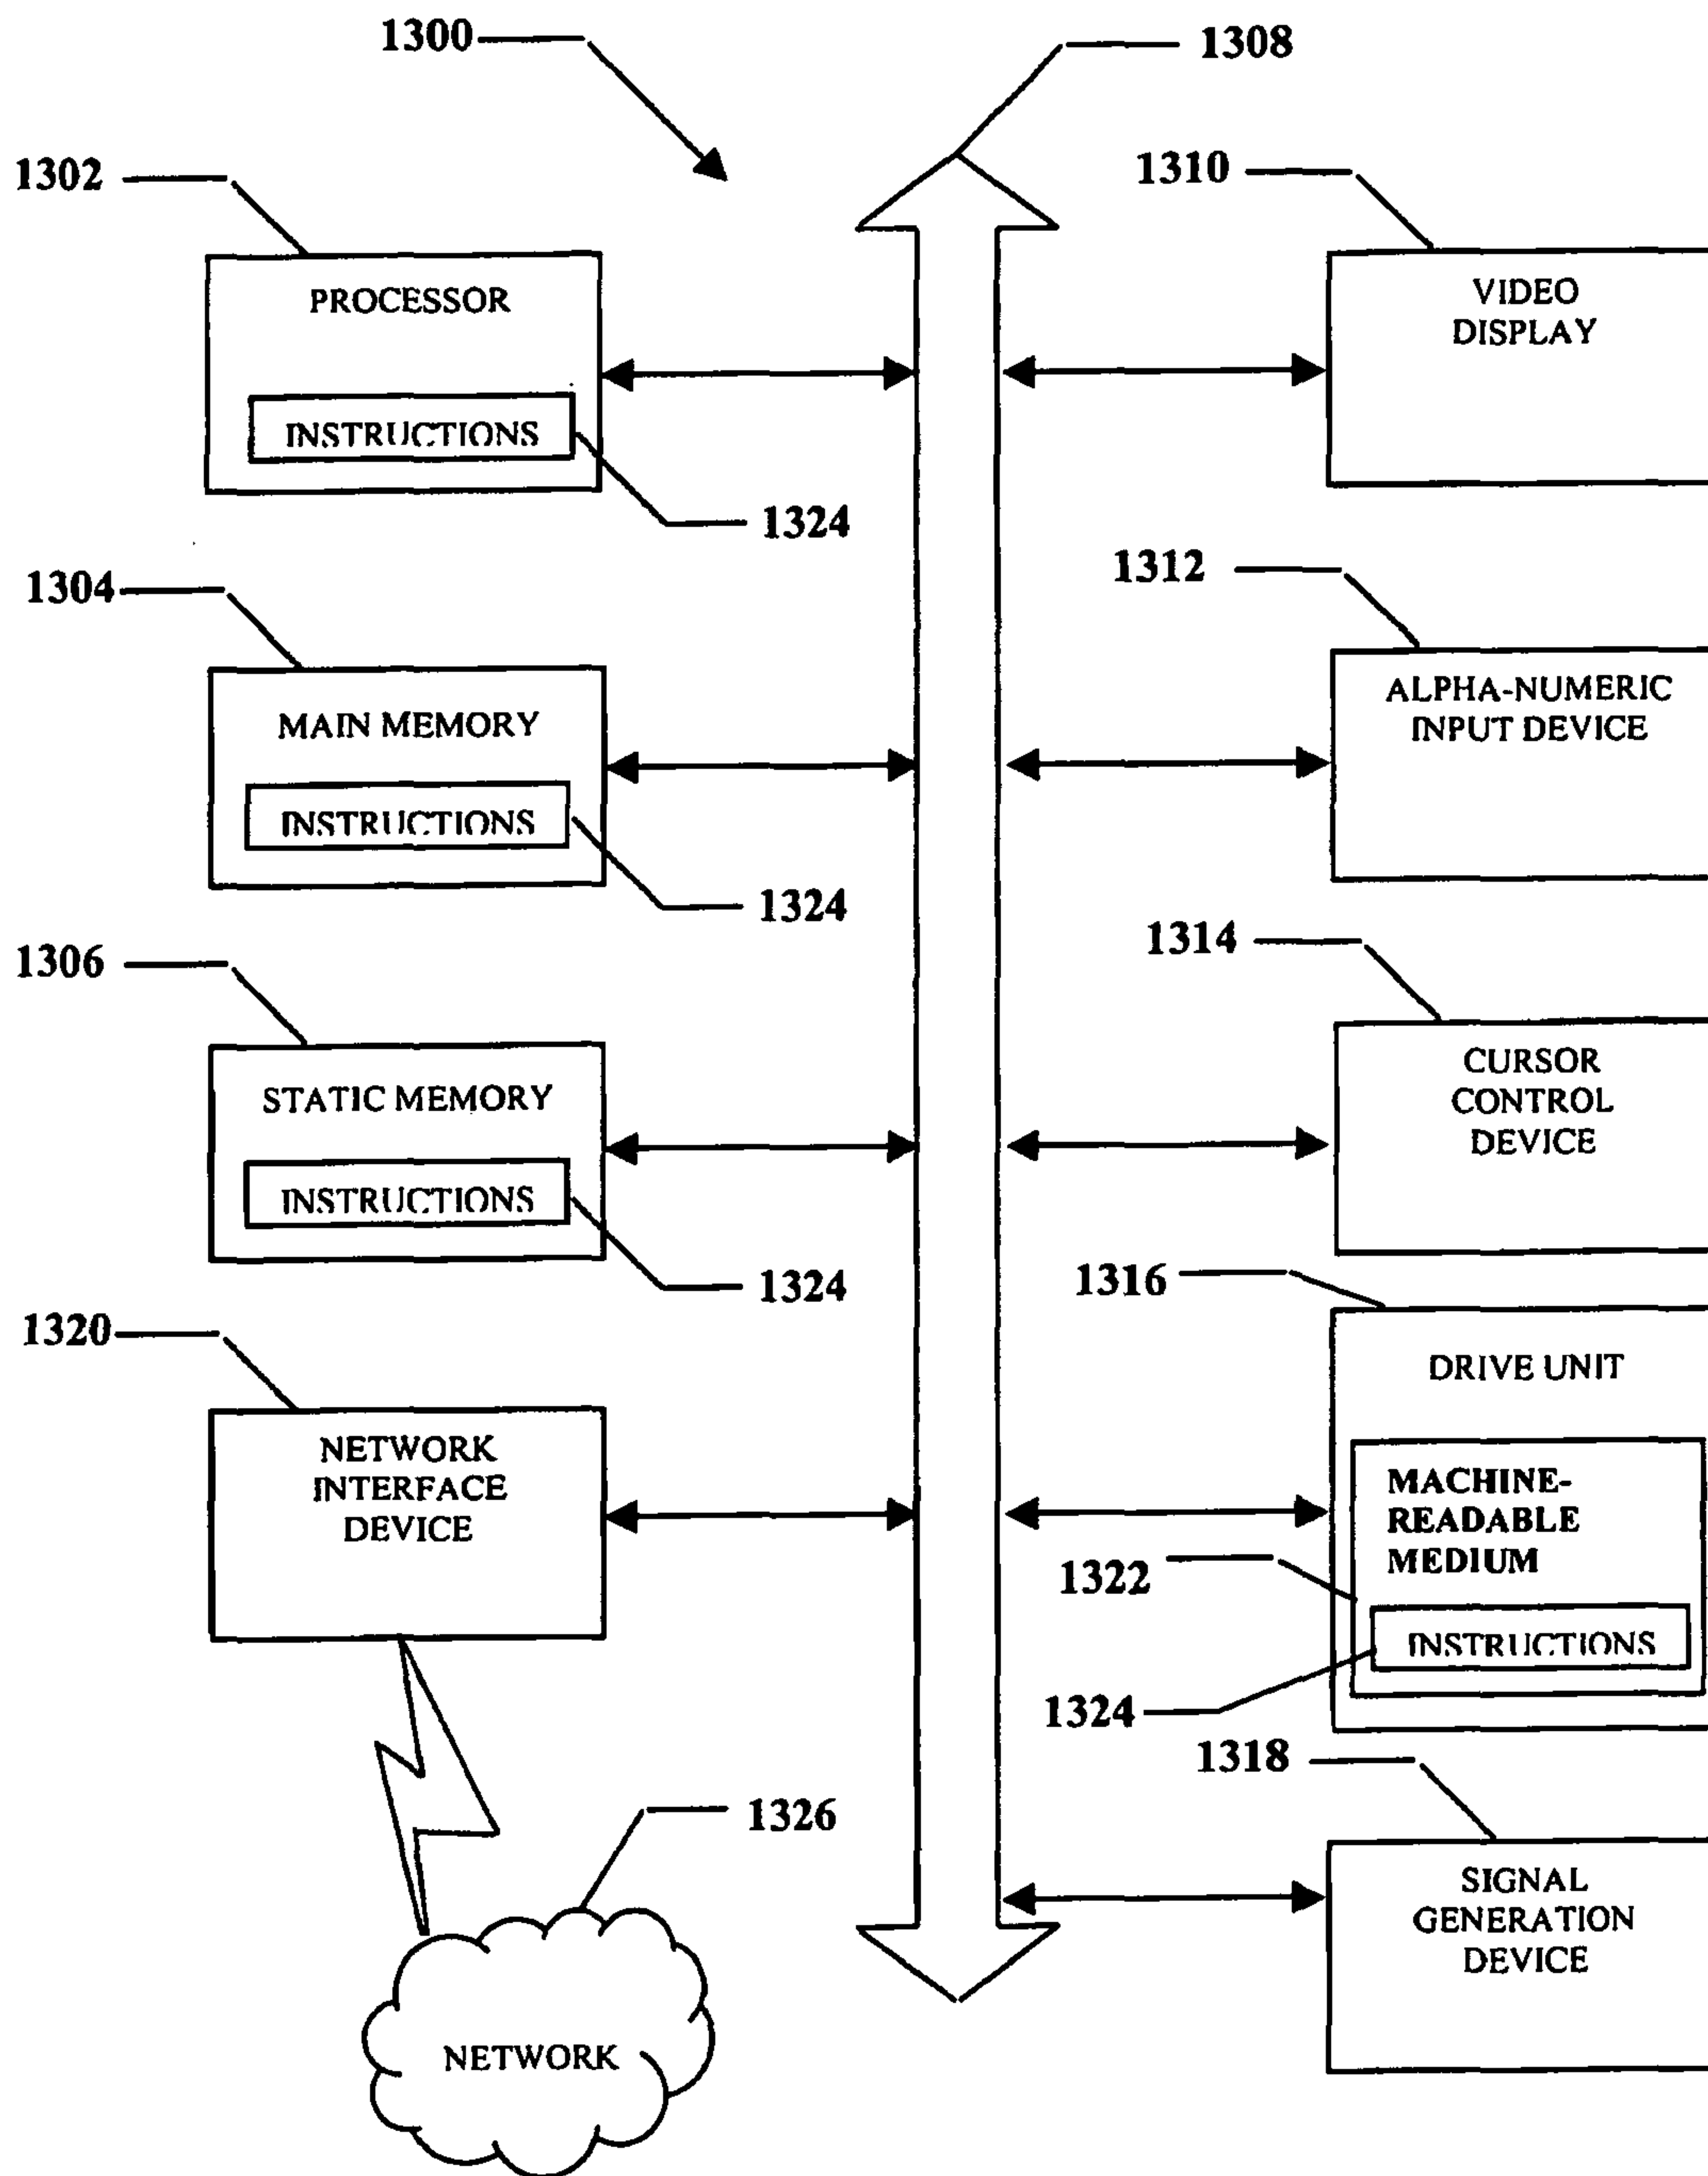 1300
1308
1302
PROCESSOR
INSTRUCTIONS
1324
1310
VIDEO
DISPLAY
1304
MAIN MEMORY
INSTRUCTIONS
1324
1312
ALPHA-NUMERIC
INPUT DEVICE
1306
STATIC MEMORY
INSTRUCTIONS
1324
1314
CURSOR
CONTROL
DEVICE
1320
NETWORK
INTERFACE
DEVICE
1316
DRIVE UNIT
MACHINE-
READABLE
MEDIUM
1322
INSTRUCTIONS
1324
1326
NETWORK
1318
SIGNAL
GENERATION
DEVICE